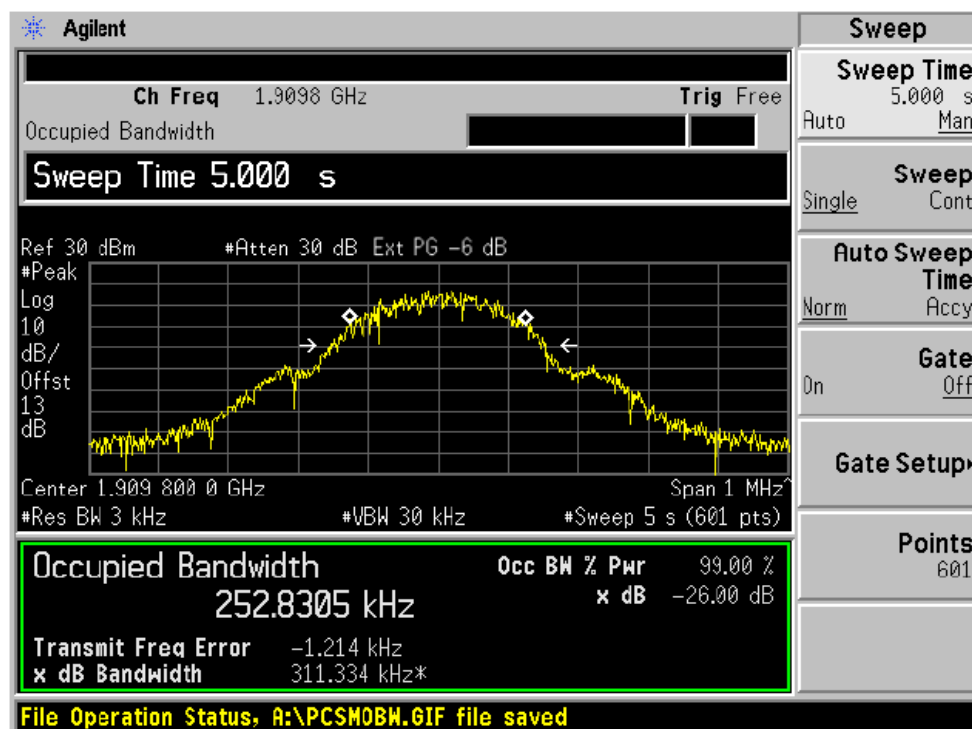 Agilent
Sweep
Ch Freq 1.9098 GHz Trig Free
Occupied Bandwidth
Sweep Time 5.000 s
Ref 30 dBm #Atten 30 dB Ext PG -6 dB
#Peak
Log
10
dB/
Offst
13
dB
Center 1.909 800 0 GHz Span 1 MHz^
#Res BW 3 kHz #VBW 30 kHz #Sweep 5 s (601 pts)
Occupied Bandwidth
252.8305 kHz
Occ BW % Pwr 99.00 %
x dB -26.00 dB
Transmit Freq Error -1.214 kHz
x dB Bandwidth 311.334 kHz*
File Operation Status, A:\PCSMOBW.GIF file saved
Sweep Time
5.000 s
Auto Man
Sweep
Single Cont
Auto Sweep
Time
Norm Accy
Gate
On Off
Gate Setup
Points
601